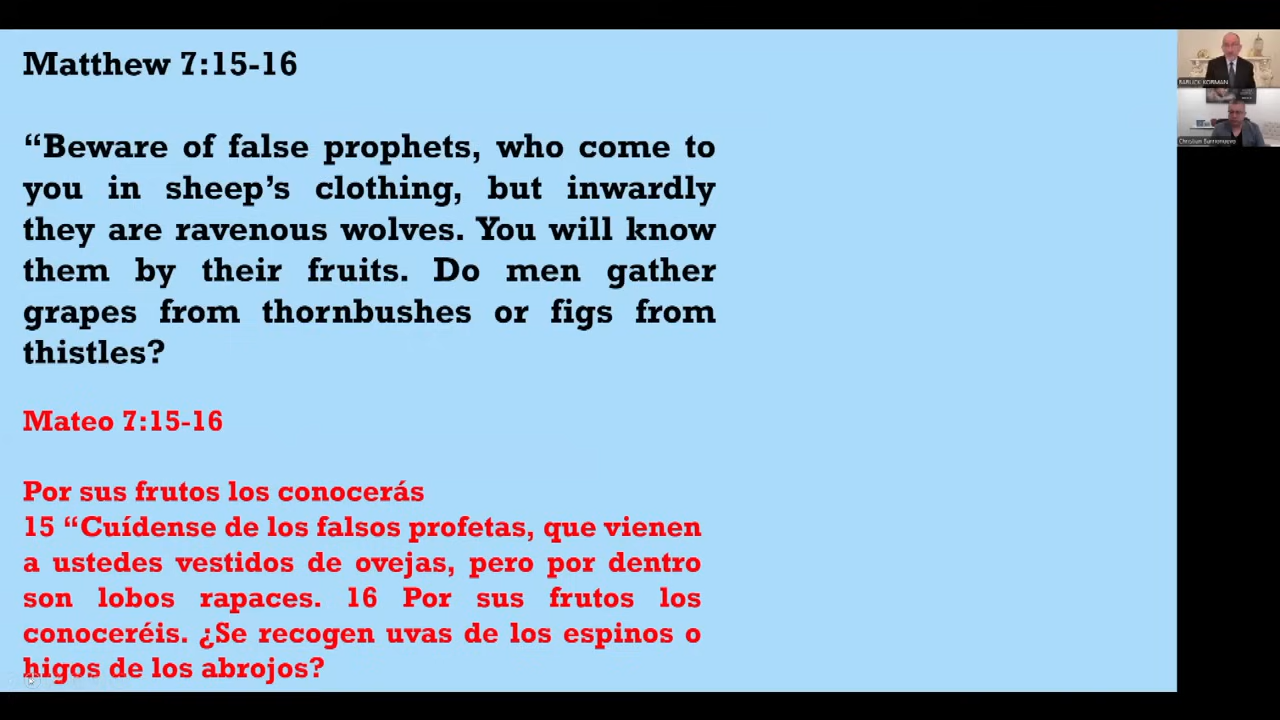 Matthew 7:15-16
“Beware of false prophets, who come to
you in sheep’s clothing, but inwardly
they are ravenous wolves. You will know
them by their fruits. Do men gather
grapes from thornbushes or figs from
thistles?
Mateo 7:15-16
Por sus frutos los conocerás
15 “Cuídense de los falsos profetas, que vienen
a ustedes vestidos de ovejas, pero por dentro
son lobos rapaces. 16 Por sus frutos los
conoceréis. ¿Se recogen uvas de los espinos o
higos de los abrojos?
BARUCK KORMAN
Christian